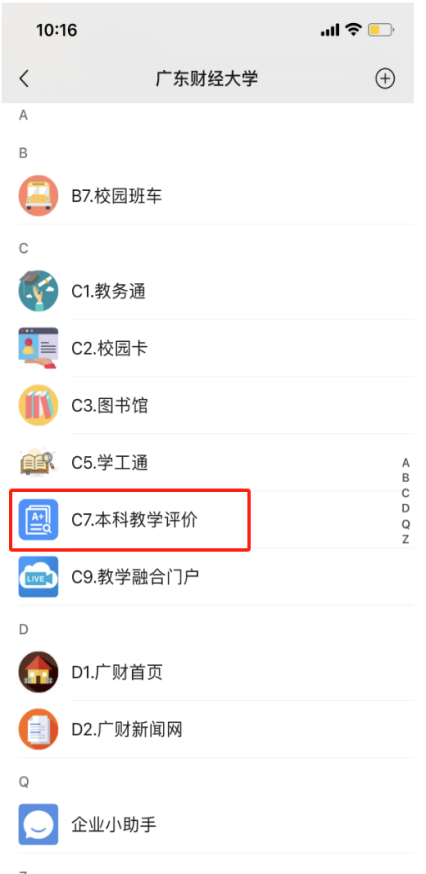 10:16
广东财经大学
A
B
B7.校园班车
C
C1.教务通
C2.校园卡
C3.图书馆
C5.学工通
A
B
C
D
Q
Z
A+
C7.本科教学评价
LIVE
C9.教学融合门户
D
D1.广财首页
D2.广财新闻网
Q
企业小助手